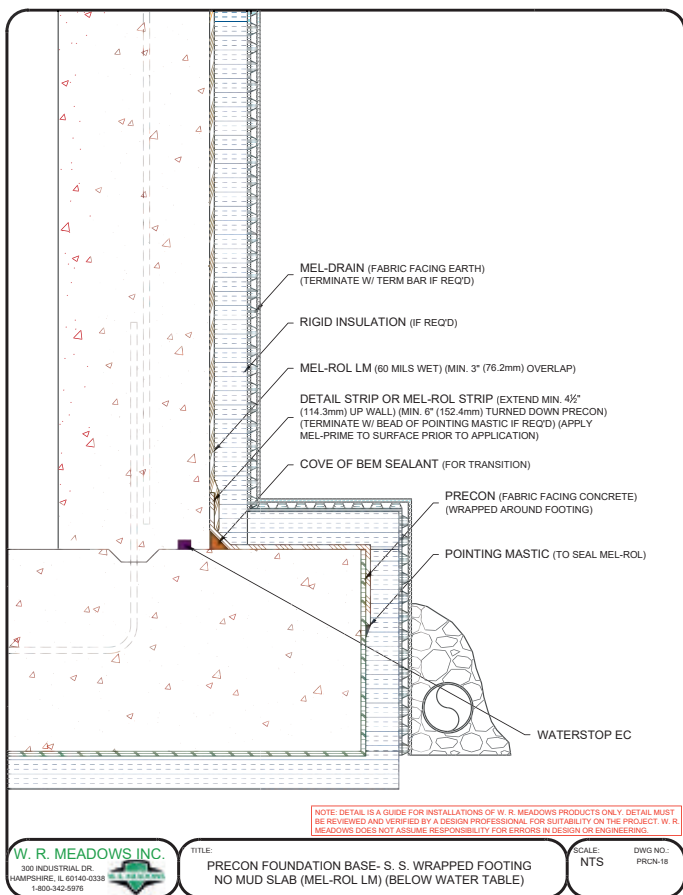 MEL-DRAIN (FABRIC FACING EARTH)
(TERMINATE W/ TERM BAR IF REQ'D)
RIGID INSULATION (IF REQ'D)
MEL-ROL LM (60 MILS WET) (MIN. 3" (76.2mm) OVERLAP)
DETAIL STRIP OR MEL-ROL STRIP (EXTEND MIN. 4½"
(114.3mm) UP WALL) (MIN. 6" (152.4mm) TURNED DOWN PRECON)
(TERMINATE W/ BEAD OF POINTING MASTIC IF REQ'D) (APPLY
MEL-PRIME TO SURFACE PRIOR TO APPLICATION)
COVE OF BEM SEALANT (FOR TRANSITION)
PRECON (FABRIC FACING CONCRETE)
(WRAPPED AROUND FOOTING)
POINTING MASTIC (TO SEAL MEL-ROL)
WATERSTOP EC
NOTE: DETAIL IS A GUIDE FOR INSTALLATIONS OF W. R. MEADOWS PRODUCTS ONLY. DETAIL MUST
BE REVIEWED AND VERIFIED BY A DESIGN PROFESSIONAL FOR SUITABILITY ON THE PROJECT. W. R.
MEADOWS DOES NOT ASSUME RESPONSIBILITY FOR ERRORS IN DESIGN OR ENGINEERING.
W. R. MEADOWS INC.
300 INDUSTRIAL DR.
HAMPSHIRE, IL 60140-0338
1-800-342-5976
W. R. MEADOWS
TITLE:
PRECON FOUNDATION BASE- S. S. WRAPPED FOOTING
NO MUD SLAB (MEL-ROL LM) (BELOW WATER TABLE)
SCALE:
NTS
DWG NO.:
PRCN-18